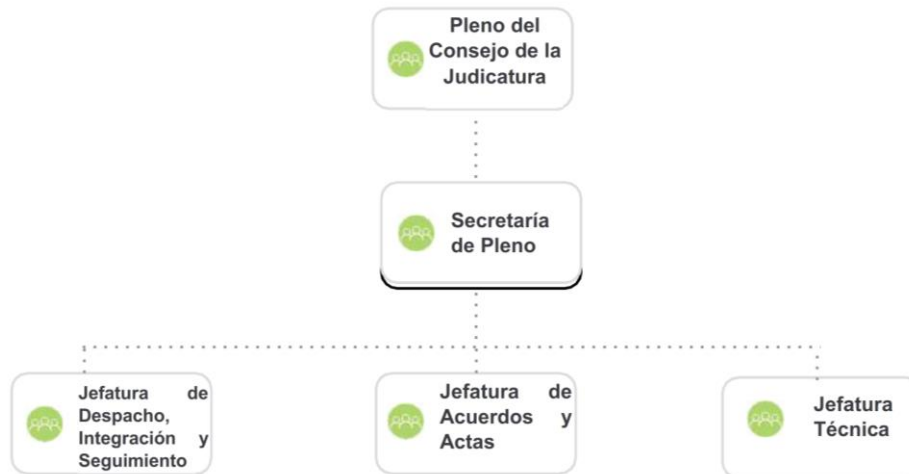 Pleno del
Consejo de la
Judicatura
Secretaría
de Pleno
Jefatura de
Despacho,
Integración y
Seguimiento
Jefatura de
Acuerdos y
Actas
Jefatura
Técnica